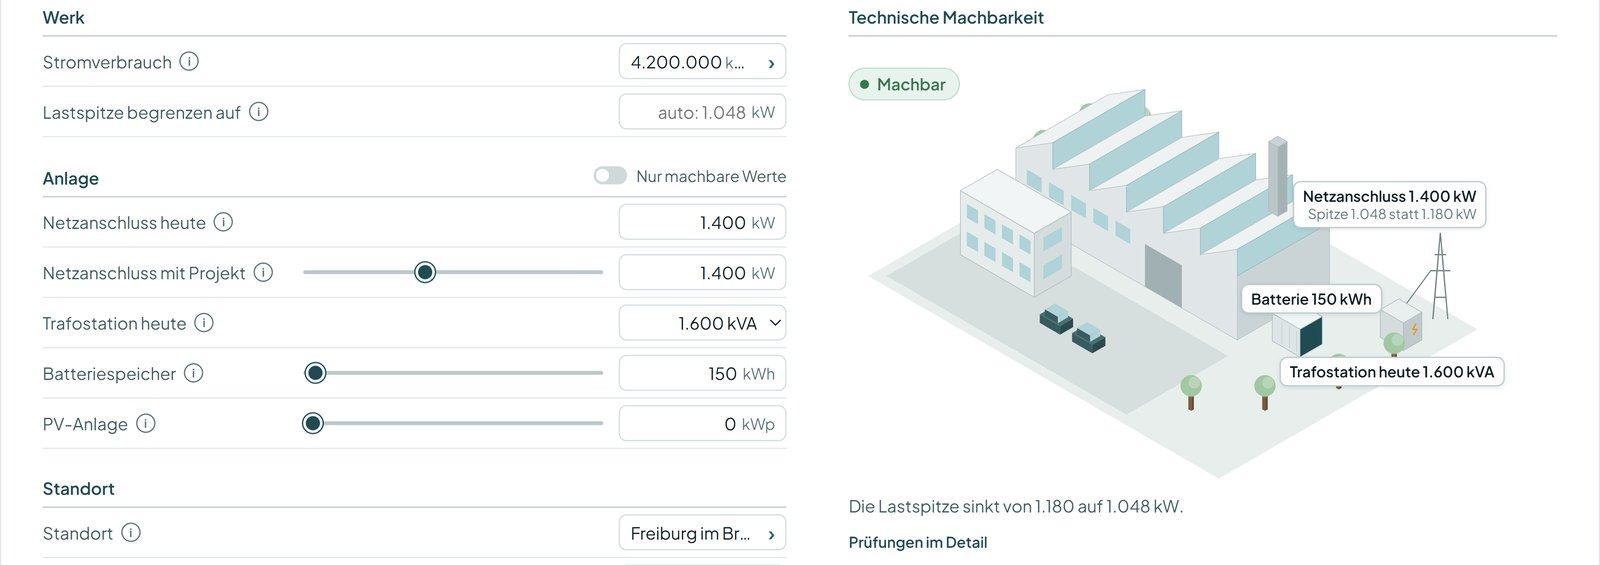 Werk
Stromverbrauch
4.200.000 k...
Lastspitze begrenzen auf
auto: 1.048 kW
Anlage
Nur machbare Werte
Netzanschluss heute
1.400 kW
Netzanschluss mit Projekt
1.400 kW
Trafostation heute
1.600 kVA
Batteriespeicher
150 kWh
PV-Anlage
0 kWp
Standort
Standort
Freiburg im Br...
Technische Machbarkeit
Machbar
Netzanschluss 1.400 kW
Spitze 1.048 statt 1.180 kW
Batterie 150 kWh
Trafostation heute 1.600 kVA
Die Lastspitze sinkt von 1.180 auf 1.048 kW.
Prüfungen im Detail